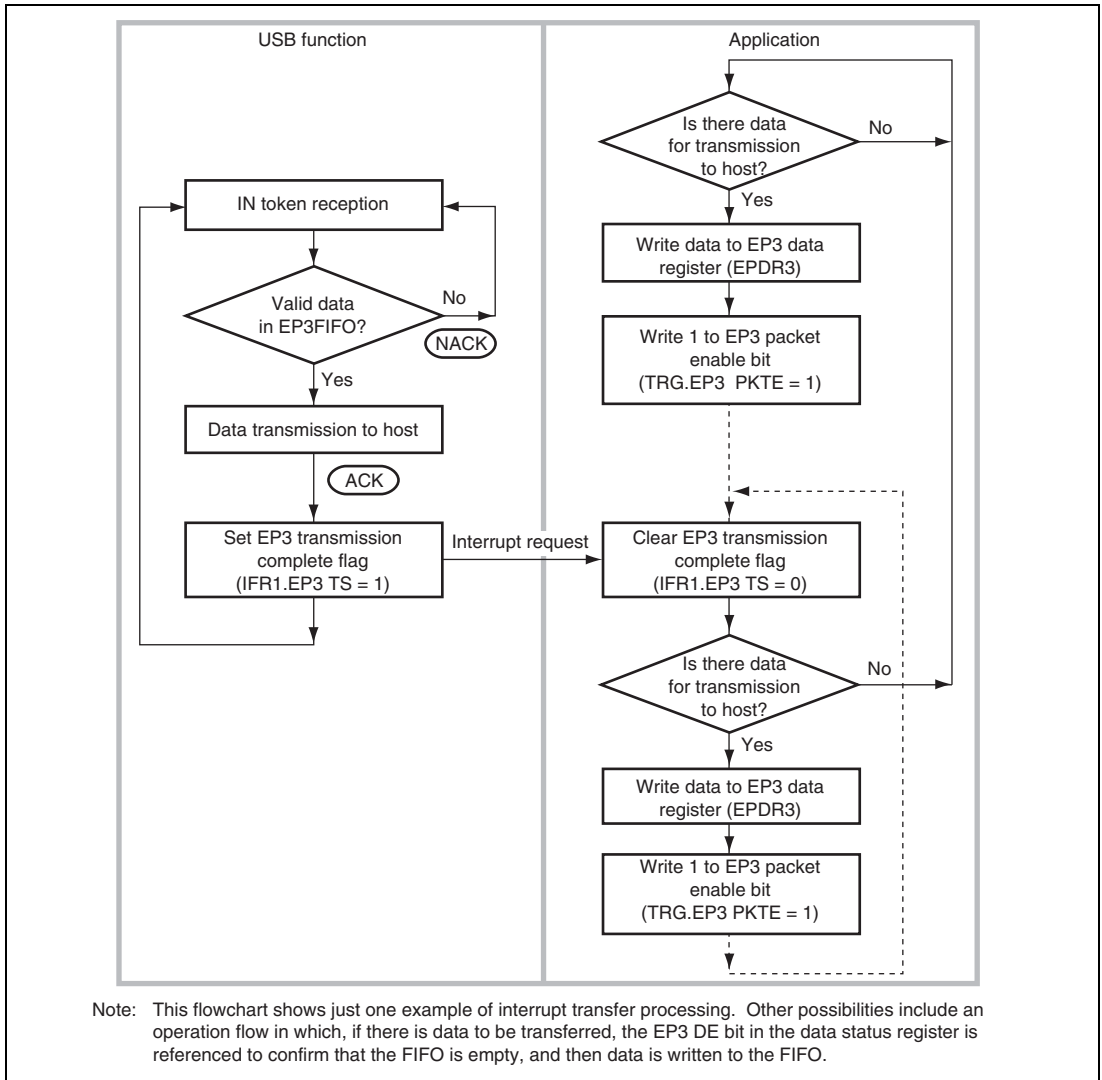 USB function
Application
Is there data
for transmission
to host?
No
Yes
Write data to EP3 data
register (EPDR3)
Write 1 to EP3 packet
enable bit
(TRG.EP3 PKTE = 1)
IN token reception
Valid data
in EP3FIFO?
No
NACK
Yes
Data transmission to host
ACK
Set EP3 transmission
complete flag
(IFR1.EP3 TS = 1)
Interrupt request
Clear EP3 transmission
complete flag
(IFR1.EP3 TS = 0)
Is there data
for transmission
to host?
No
Yes
Write data to EP3 data
register (EPDR3)
Write 1 to EP3 packet
enable bit
(TRG.EP3 PKTE = 1)
Note: This flowchart shows just one example of interrupt transfer processing. Other possibilities include an
operation flow in which, if there is data to be transferred, the EP3 DE bit in the data status register is
referenced to confirm that the FIFO is empty, and then data is written to the FIFO.